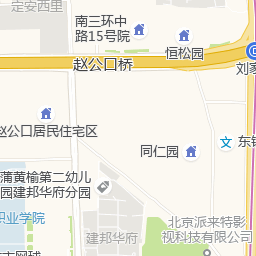 定安西里
南三环中
路15号院
恒松园
赵公口桥
刘家
赵公口居民住宅区
同仁园
东铁
蒲黄榆第二幼儿
园建邦华府分园
职业学院
北京派来特影
视科技有限公司
建邦华府